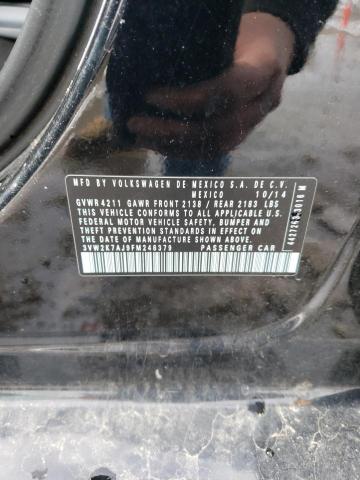 MFD BY VOLKSWAGEN DE MEXICO S.A. DE C.V.
MEXICO 10/14
GVWR 4211 GAWR FRONT 2138 / REAR 2183 LBS
THIS VEHICLE CONFORMS TO ALL APPLICABLE U.S.
FEDERAL MOTOR VEHICLE SAFETY, BUMPER AND
THEFT PREVENTION STANDARDS IN EFFECT ON THE
DATE OF MANUFACTURE SHOWN ABOVE.
3VW2K7AJ9FM249379 PASSENGER CAR